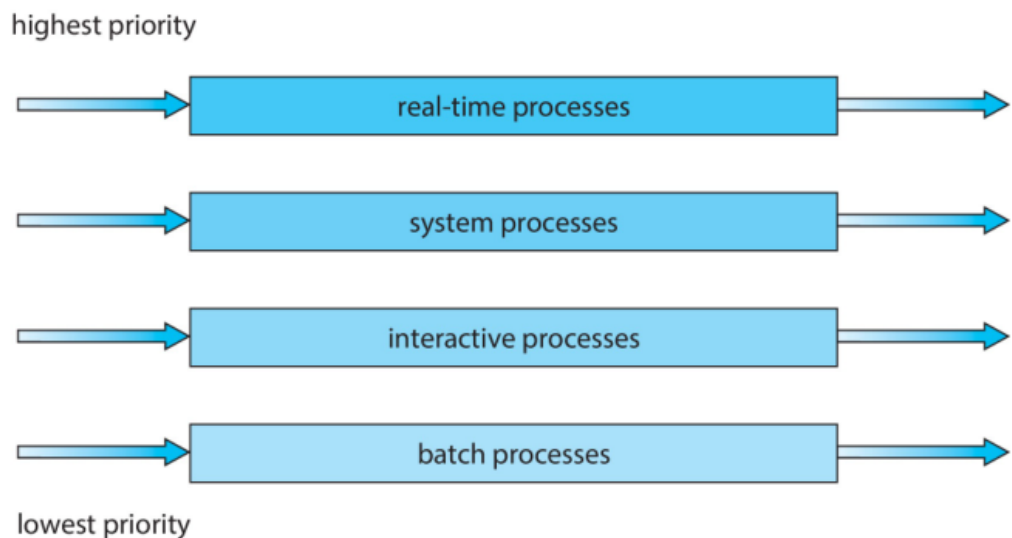 highest priority
real-time processes
system processes
interactive processes
batch processes
lowest priority